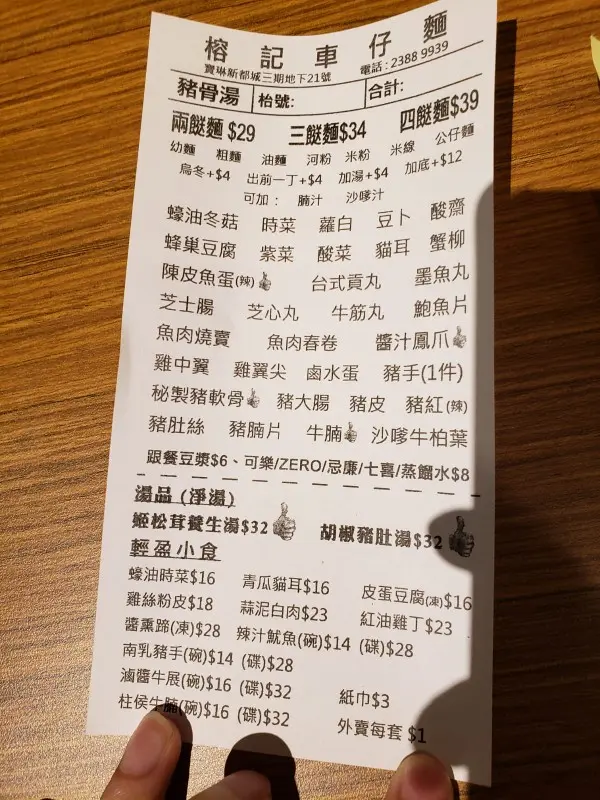 榕記車仔麵
寶琳新都城三期地下21號 電話:2388 9939
豬骨湯 枱號: 合計:
兩餸麵 $29 三餸麵$34 四餸麵$39
幼麵 粗麵 油麵 河粉 米粉 米線 公仔麵
烏冬+$4 出前一丁+$4 加湯+$4 加底+$12
可加: 腩汁 沙嗲汁
蠔油冬菇 時菜 蘿白 豆卜 酸齋
蜂巢豆腐 紫菜 酸菜 貓耳 蟹柳
陳皮魚蛋(辣) 台式貢丸 墨魚丸
芝士腸 芝心丸 牛筋丸 鮑魚片
魚肉燒賣 魚肉春卷 醬汁鳳爪
雞中翼 雞翼尖 鹵水蛋 豬手(1件)
秘製豬軟骨 豬大腸 豬皮 豬紅(辣)
豬肚絲 豬腩片 牛腩 沙嗲牛柏葉
跟餐豆漿$6、可樂/ZERO/忌廉/七喜/蒸餾水$8
湯品 (淨湯)
姬松茸養生湯$32 胡椒豬肚湯$32
輕盈小食
蠔油時菜$16 青瓜貓耳$16 皮蛋豆腐(凍)$16
雞絲粉皮$18 蒜泥白肉$23 紅油雞丁$23
醬熏蹄(凍)$28 辣汁魷魚(碗)$14 (碟)$28
南乳豬手(碗)$14 (碟)$28
滷醬牛展(碗)$16 (碟)$32 紙巾$3
柱侯牛腩(碗)$16 (碟)$32 外賣每套 $1